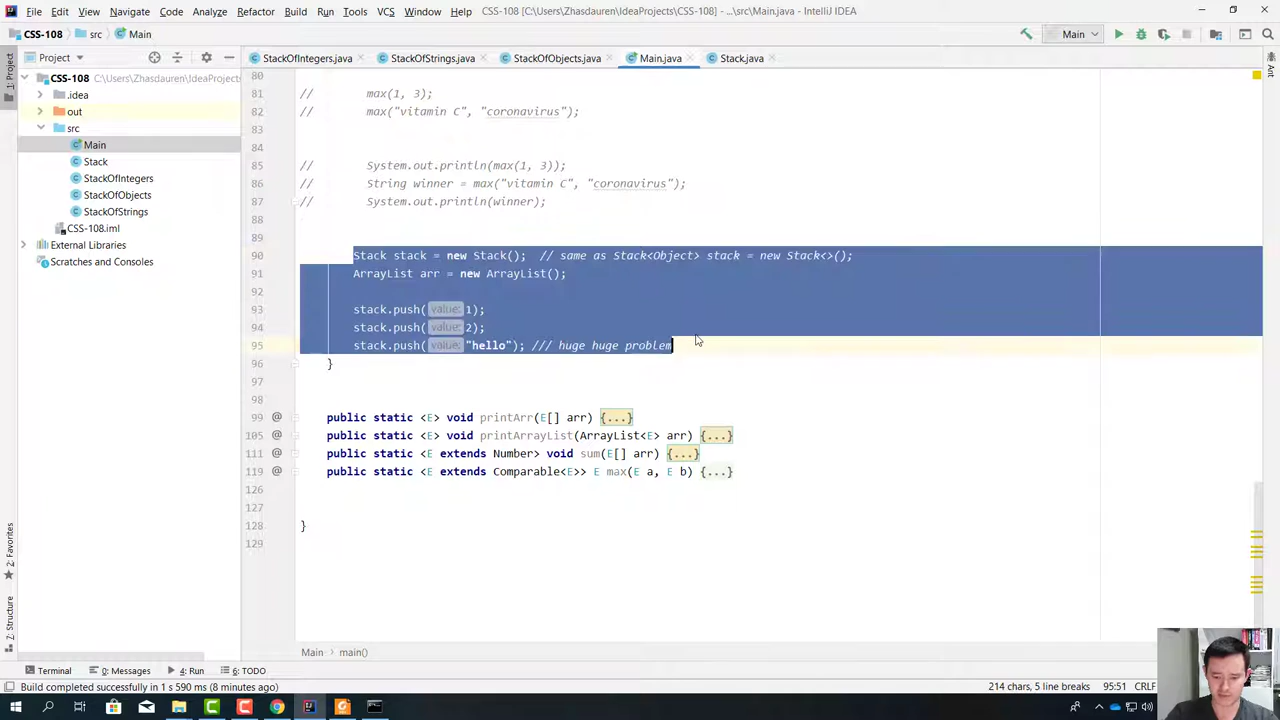 File Edit View Navigate Code Analyze Refactor Build Run Tools VCS Window Help CSS-108 [C:\Users\Zhasdauren\IdeaProjects\CSS-108] - ...\src\Main.java - IntelliJ IDEA
CSS-108 src Main Main
Project StackOfIntegers.java StackOfStrings.java StackOfObjects.java Main.java Stack.java
1: Project
Ant
CSS-108 C:\Users\Zhasdauren\IdeaProjects
.idea
out
src
Main
Stack
StackOfIntegers
StackOfObjects
StackOfStrings
CSS-108.iml
External Libraries
Scratches and Consoles
2: Favorites
7: Structure
80
81 // max(1, 3);
82 // max("vitamin C", "coronavirus");
83
84
85 // System.out.println(max(1, 3));
86 // String winner = max("vitamin C", "coronavirus");
87 // System.out.println(winner);
88
89
90 Stack stack = new Stack(); // same as Stack<Object> stack = new Stack<>();
91 ArrayList arr = new ArrayList();
92
93 stack.push( value: 1);
94 stack.push( value: 2);
95 stack.push( value: "hello"); /// huge huge problem
96 }
97
98
99 @ public static <E> void printArr(E[] arr) {...}
105 @ public static <E> void printArrayList(ArrayList<E> arr) {...}
111 @ public static <E extends Number> void sum(E[] arr) {...}
119 @ public static <E extends Comparable<E>> E max(E a, E b) {...}
126
127
128 }
129
Main main()
Terminal 0: Messages 4: Run 6: TODO
Build completed successfully in 1 s 590 ms (8 minutes ago) 214 chars, 5 line breaks 95:51 CRLF